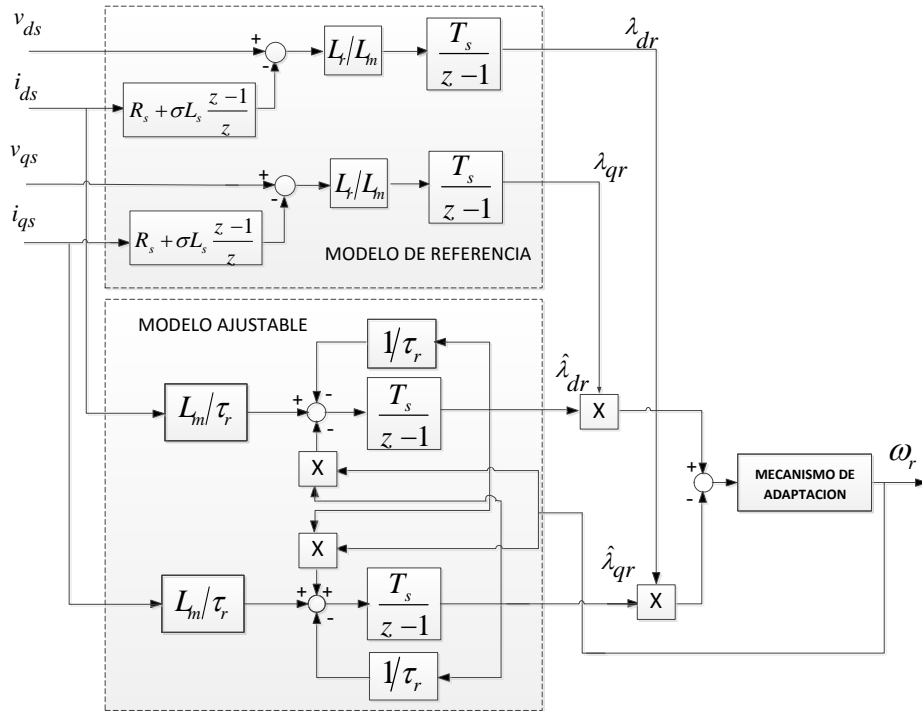 v_ds
+
-
L_r/L_m
T_s
z-1
λ_dr
i_ds
R_s + σL_s z-1
z
v_qs
+
-
L_r/L_m
T_s
z-1
λ_qr
i_qs
R_s + σL_s z-1
z
MODELO DE REFERENCIA
MODELO AJUSTABLE
1/τ_r
L_m/τ_r
+
-
-
T_s
z-1
λ̂_dr
X
X
+
-
MECANISMO DE
ADAPTACION
ω_r
X
L_m/τ_r
+
+
-
T_s
z-1
λ̂_qr
X
1/τ_r